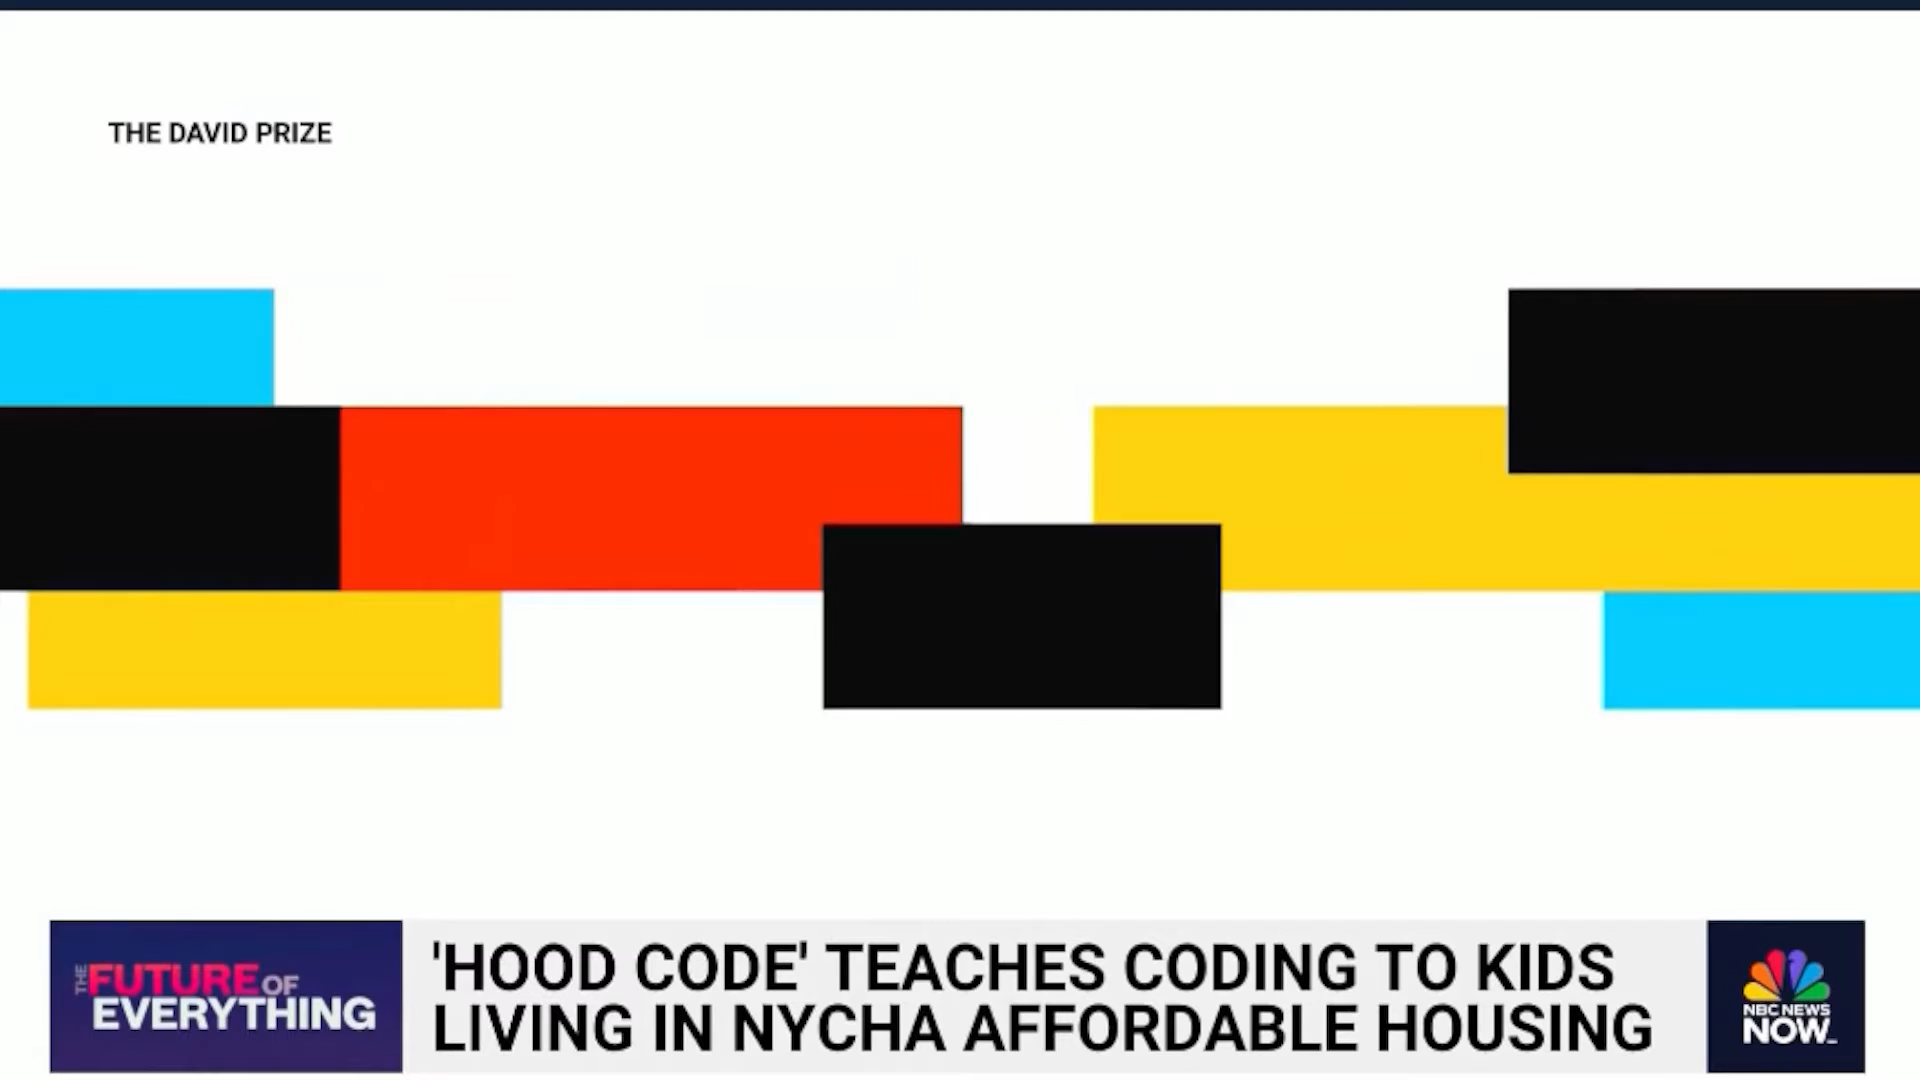 THE DAVID PRIZE
THE FUTURE OF
EVERYTHING
'HOOD CODE' TEACHES CODING TO KIDS
LIVING IN NYCHA AFFORDABLE HOUSING
NBC NEWS
NOW